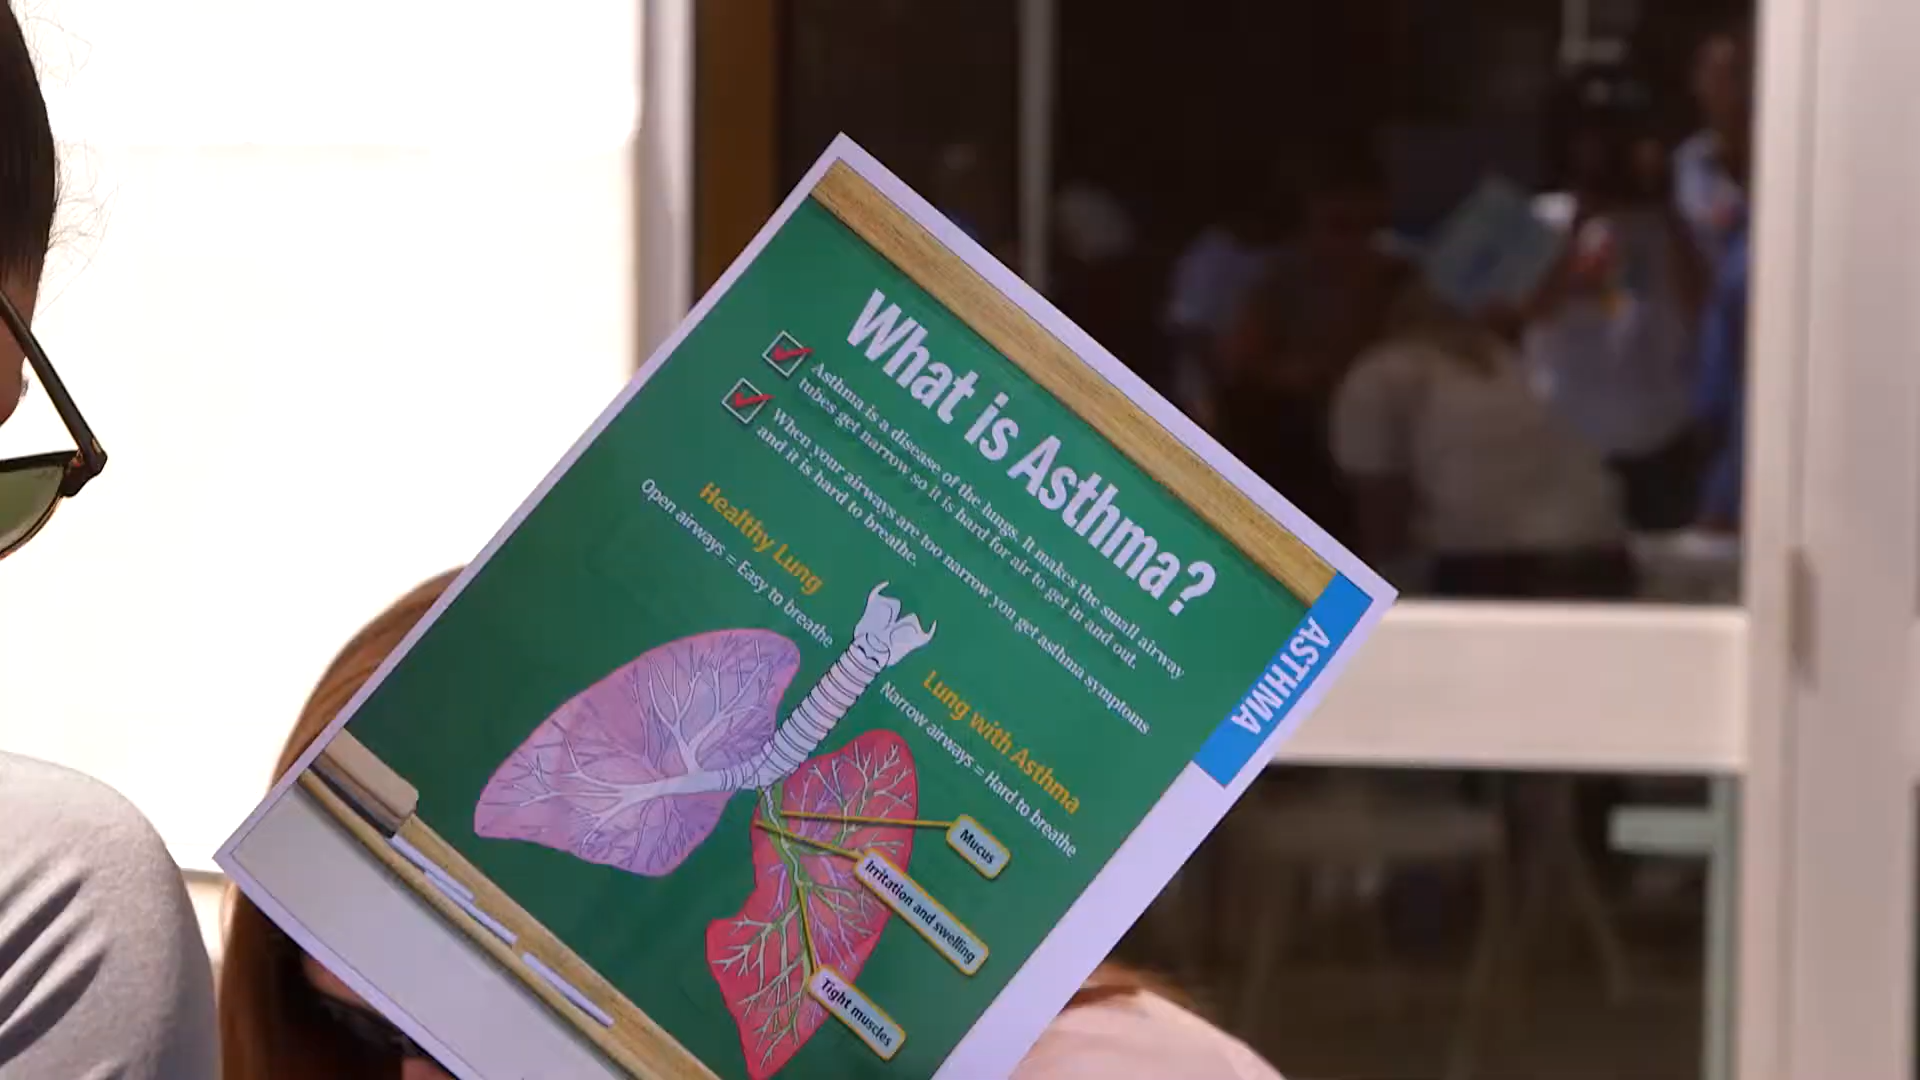 ASTHMA
What is Asthma?
Asthma is a disease of the lungs. It makes the small airway
tubes get narrow, so it is hard for air to get in and out.
When your airways are too narrow you get asthma symptoms
and it is hard to breathe.
Healthy Lung
Open airways = Easy to breathe
Lung with Asthma
Narrow airways = Hard to breathe
Mucus
Irritation and swelling
Tight muscles